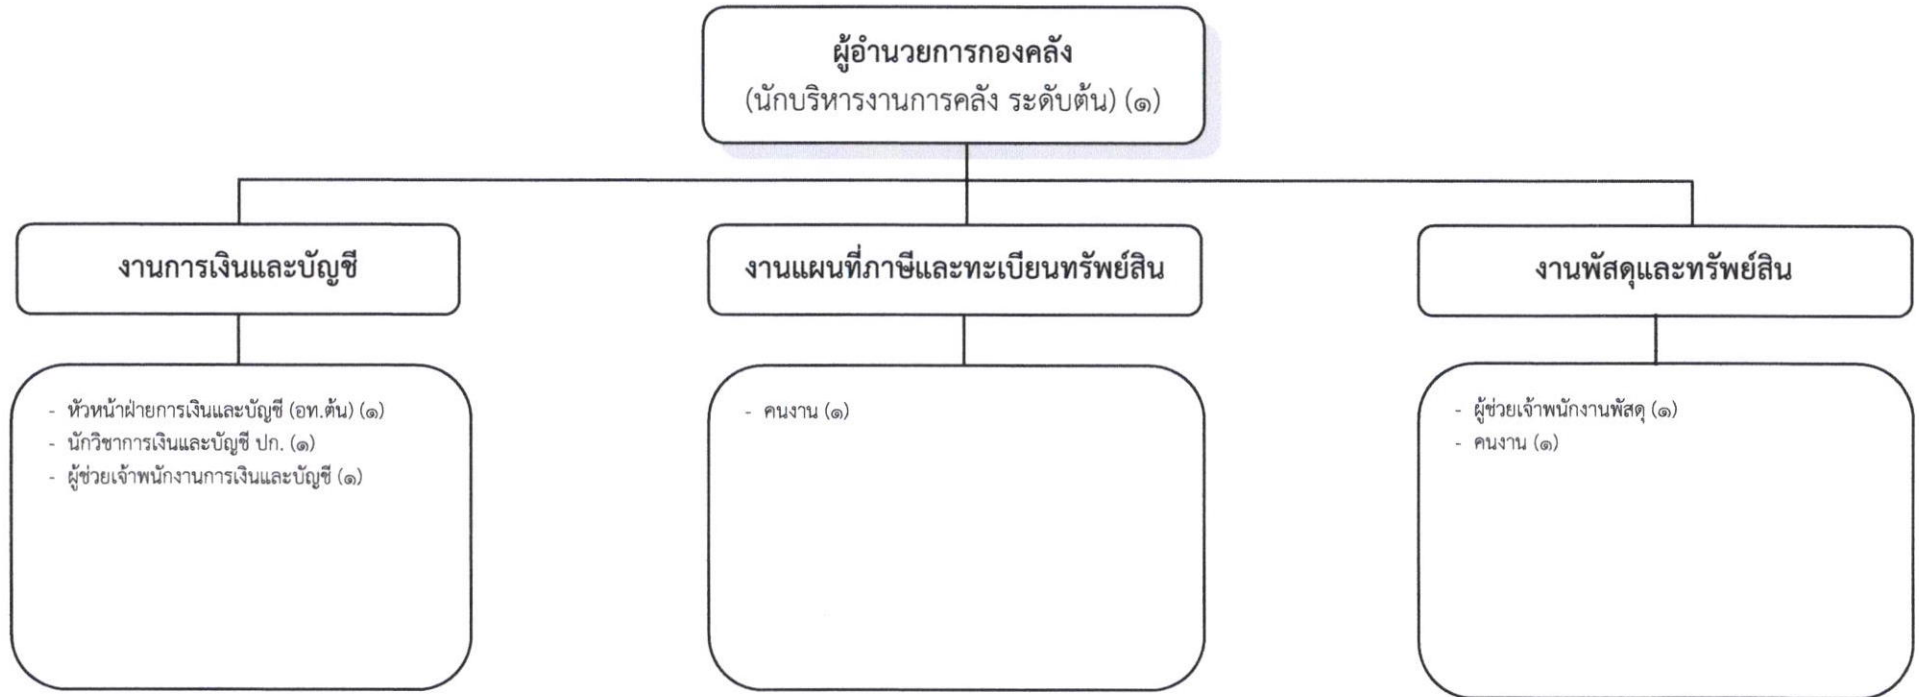 ผู้อำนวยการกองคลัง
(นักบริหารงานการคลัง ระดับต้น) (๑)
งานการเงินและบัญชี
งานแผนที่ภาษีและทะเบียนทรัพย์สิน
งานพัสดุและทรัพย์สิน
- หัวหน้าฝ่ายการเงินและบัญชี (อท.ต้น) (๑)
- นักวิชาการเงินและบัญชี ปก. (๑)
- ผู้ช่วยเจ้าพนักงานการเงินและบัญชี (๑)
- คนงาน (๑)
- ผู้ช่วยเจ้าพนักงานพัสดุ (๑)
- คนงาน (๑)